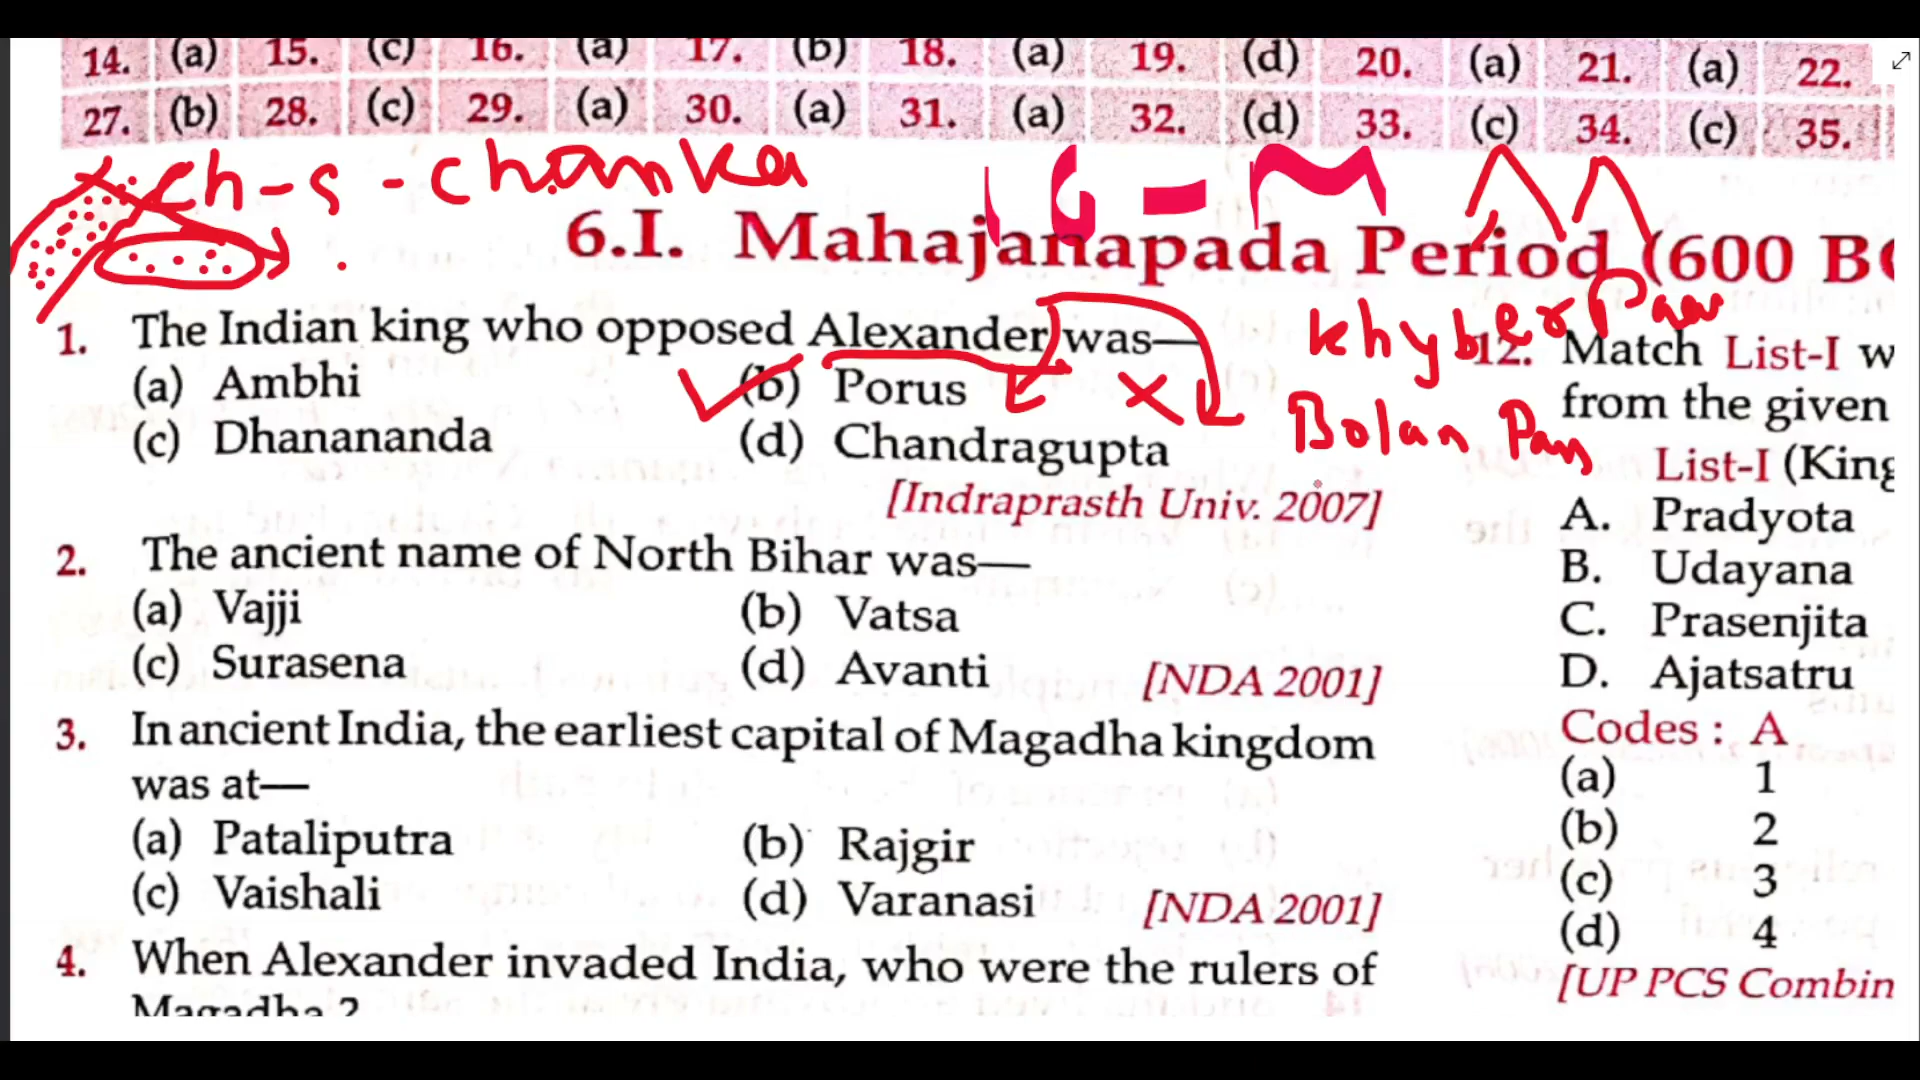 14. (a) 15. (c) 16. (a) 17. (b) 18. (a) 19. (d) 20. (a) 21. (a) 22.
27. (b) 28. (c) 29. (a) 30. (a) 31. (a) 32. (d) 33. (c) 34. (c) 35.
ch-s-chanka
16-M
6.I. Mahajanapada Period (600 BC
1. The Indian king who opposed Alexander was—
(a) Ambhi (b) Porus
(c) Dhanananda (d) Chandragupta
[Indraprasth Univ. 2007]
2. The ancient name of North Bihar was—
(a) Vajji (b) Vatsa
(c) Surasena (d) Avanti [NDA 2001]
3. In ancient India, the earliest capital of Magadha kingdom
was at—
(a) Pataliputra (b) Rajgir
(c) Vaishali (d) Varanasi [NDA 2001]
4. When Alexander invaded India, who were the rulers of
Magadha ?
Khyber Pass
Bolan Pass
12. Match List-I w
from the given
List-I (King
A. Pradyota
B. Udayana
C. Prasenjita
D. Ajatsatru
Codes : A
(a) 1
(b) 2
(c) 3
(d) 4
[UP PCS Combin